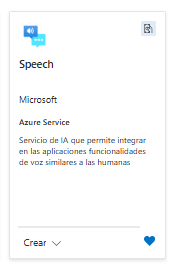 Speech
Microsoft
Azure Service
Servicio de IA que permite integrar
en las aplicaciones funcionalidades
de voz similares a las humanas
Crear